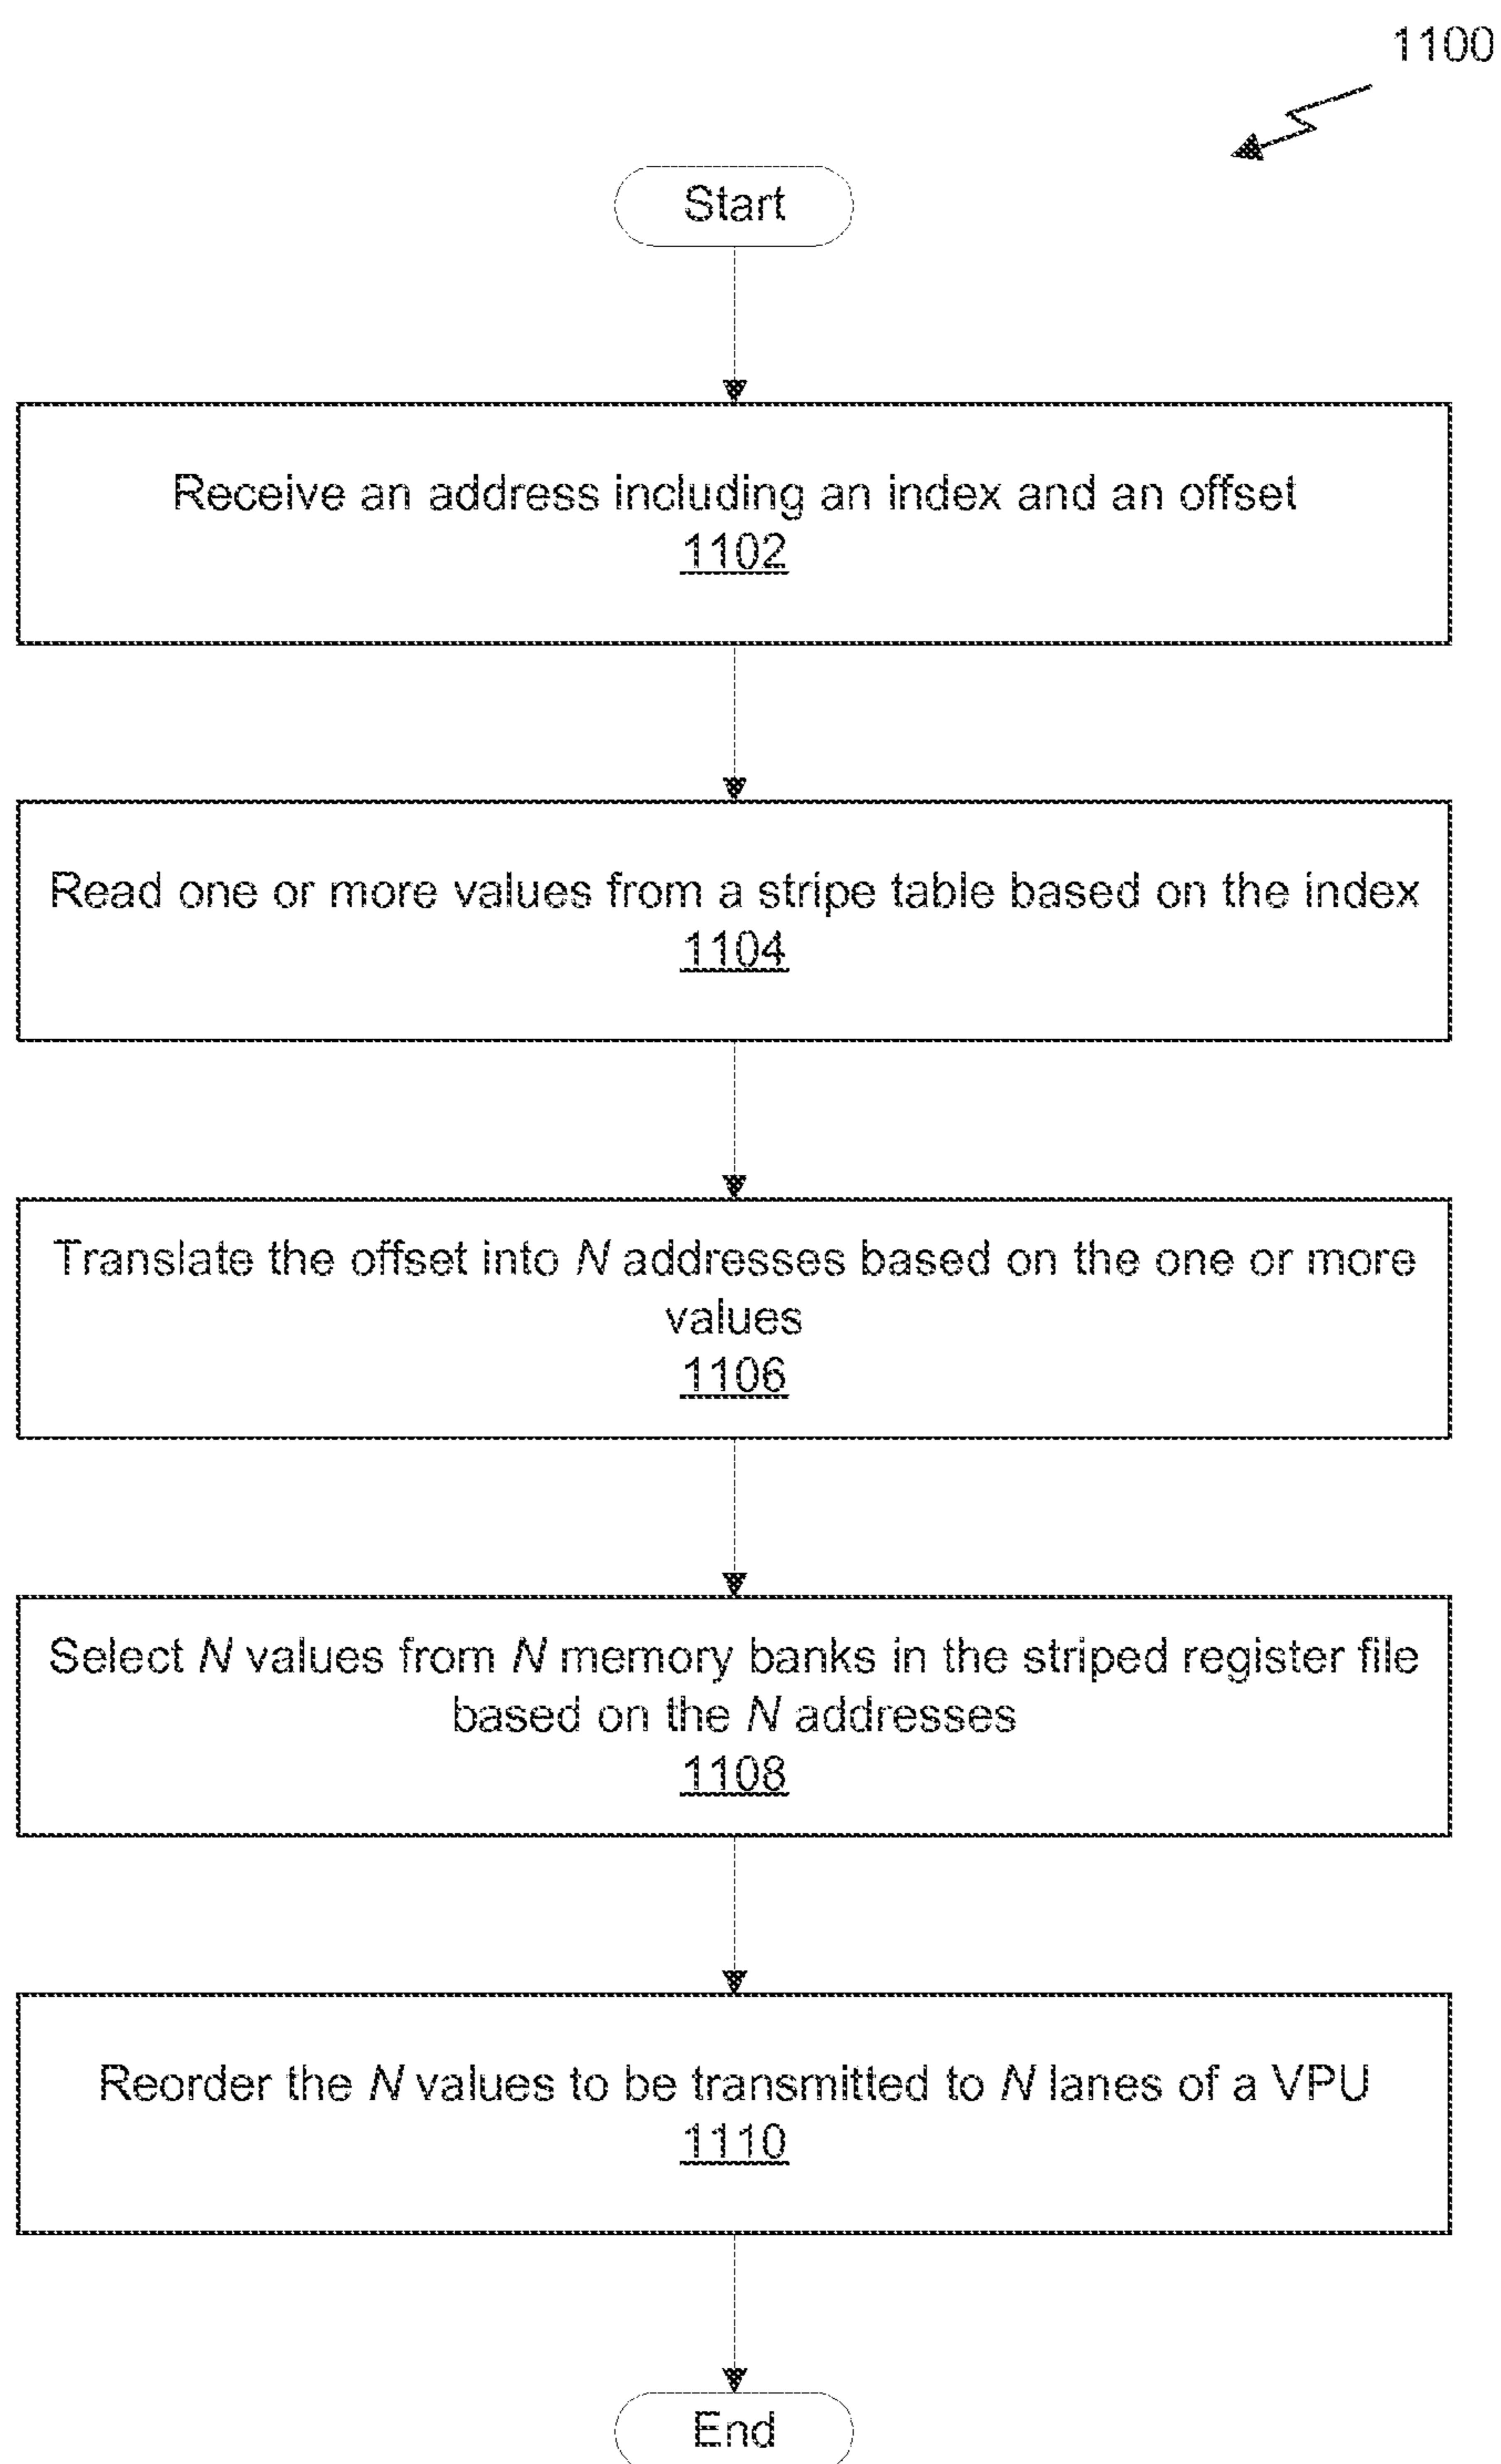 1100
Start
Receive an address including an index and an offset
1102
Read one or more values from a stripe table based on the index
1104
Translate the offset into N addresses based on the one or more
values
1106
Select N values from N memory banks in the striped register file
based on the N addresses
1108
Reorder the N values to be transmitted to N lanes of a VPU
1110
End